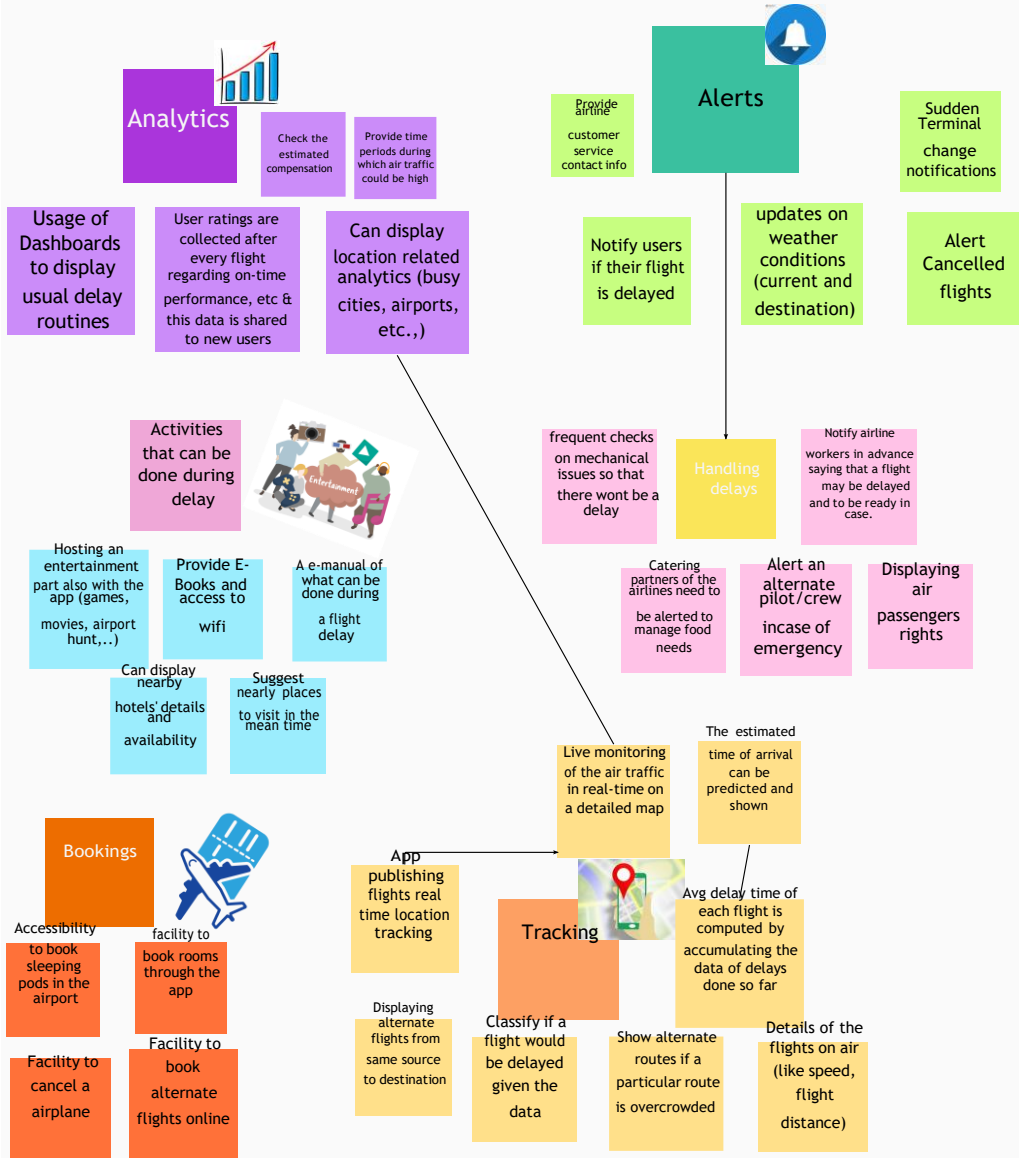 Analytics
Check the
estimated
compensation
Provide time
periods during
which air traffic
could be high
Usage of
Dashboards
to display
usual delay
routines
User ratings are
collected after
every flight
regarding on-time
performance, etc &
this data is shared
to new users
Can display
location related
analytics (busy
cities, airports,
etc.,)
Alerts
Provide
airline
customer
service
contact info
Sudden
Terminal
change
notifications
Notify users
if their flight
is delayed
updates on
weather
conditions
(current and
destination)
Alert
Cancelled
flights
Activities
that can be
done during
delay
Entertainment
Hosting an
entertainment
part also with the
app (games,
movies, airport
hunt,..)
Provide E-
Books and
access to
wifi
A e-manual of
what can be
done during
a flight
delay
Can display
nearby
hotels' details
and
availability
Suggest
nearly places
to visit in the
mean time
frequent checks
on mechanical
issues so that
there wont be a
delay
Handling
delays
Notify airline
workers in advance
saying that a flight
may be delayed
and to be ready in
case.
Catering
partners of the
airlines need to
be alerted to
manage food
needs
Alert an
alternate
pilot/crew
incase of
emergency
Displaying
air
passengers
rights
Bookings
Accessibility
to book
sleeping
pods in the
airport
facility to
book rooms
through the
app
Facility to
cancel a
airplane
Facility to
book
alternate
flights online
Live monitoring
of the air traffic
in real-time on
a detailed map
The estimated
time of arrival
can be
predicted and
shown
App
publishing
flights real
time location
tracking
Tracking
Avg delay time of
each flight is
computed by
accumulating the
data of delays
done so far
Displaying
alternate
flights from
same source
to destination
Classify if a
flight would
be delayed
given the
data
Show alternate
routes if a
particular route
is overcrowded
Details of the
flights on air
(like speed,
flight
distance)